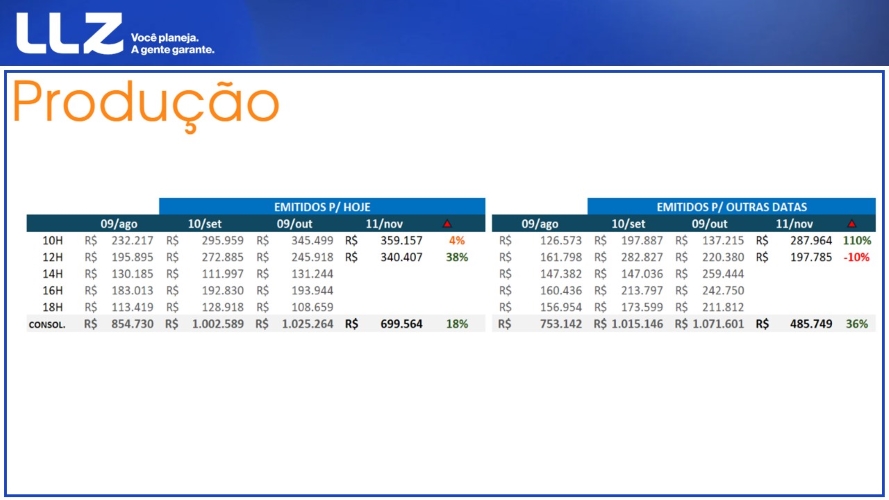 LLZ
Você planeja.
A gente garante.
Produção
EMITIDOS P/ HOJE EMITIDOS P/ OUTRAS DATAS
09/ago 10/set 09/out 11/nov 09/ago 10/set 09/out 11/nov
10H R$ 232.217 R$ 295.959 R$ 345.499 R$ 359.157 4% R$ 126.573 R$ 197.887 R$ 137.215 R$ 287.964 110%
12H R$ 195.895 R$ 272.885 R$ 245.918 R$ 340.407 38% R$ 161.798 R$ 282.827 R$ 220.380 R$ 197.785 -10%
14H R$ 130.185 R$ 111.997 R$ 131.244 R$ 147.382 R$ 147.036 R$ 259.444
16H R$ 183.013 R$ 192.830 R$ 193.944 R$ 160.436 R$ 213.797 R$ 242.750
18H R$ 113.419 R$ 128.918 R$ 108.659 R$ 156.954 R$ 173.599 R$ 211.812
CONSOL. R$ 854.730 R$ 1.002.589 R$ 1.025.264 R$ 699.564 18% R$ 753.142 R$ 1.015.146 R$ 1.071.601 R$ 485.749 36%